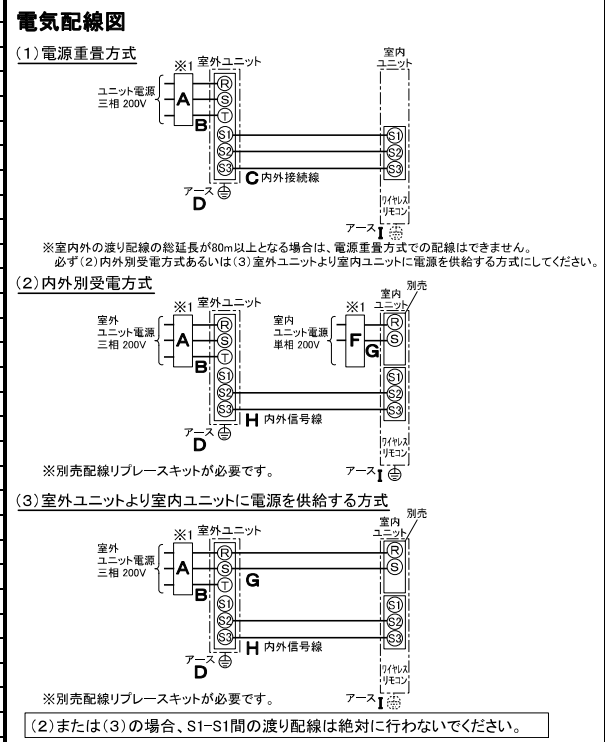 電気配線図
(1)電源重畳方式
※1
室外ユニット
室内
ユニット
ユニット電源
三相 200V
A
B
R
S
T
S1
S2
S3
S1
S2
S3
C 内外接続線
アース
D
ワイヤレス
リモコン
アース I
※室内外の渡り配線の総延長が80m以上となる場合は、電源重畳方式での配線はできません。
必ず(2)内外別受電方式あるいは(3)室外ユニットより室内ユニットに電源を供給する方式にしてください。
(2)内外別受電方式
※1
室外ユニット
※1
室内
ユニット
別売
室外
ユニット電源
三相 200V
A
B
R
S
T
S1
S2
S3
室内
ユニット電源
単相 200V
F
G
R
S
S1
S2
S3
H 内外信号線
アース
D
ワイヤレス
リモコン
アース I
※別売配線リプレースキットが必要です。
(3)室外ユニットより室内ユニットに電源を供給する方式
※1
室外ユニット
室内
ユニット
別売
室外
ユニット電源
三相 200V
A
B
R
S
T
S1
S2
S3
G
R
S
S1
S2
S3
H 内外信号線
アース
D
ワイヤレス
リモコン
アース I
※別売配線リプレースキットが必要です。
(2)または(3)の場合、S1-S1間の渡り配線は絶対に行わないでください。